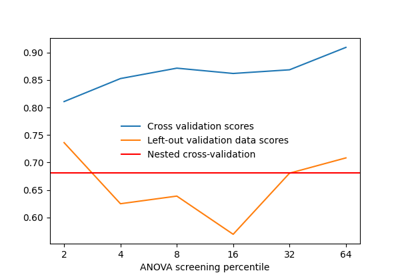 0.90
0.85
0.80
0.75
0.70
0.65
0.60
Cross validation scores
Left-out validation data scores
Nested cross-validation
2 4 8 16 32 64
ANOVA screening percentile